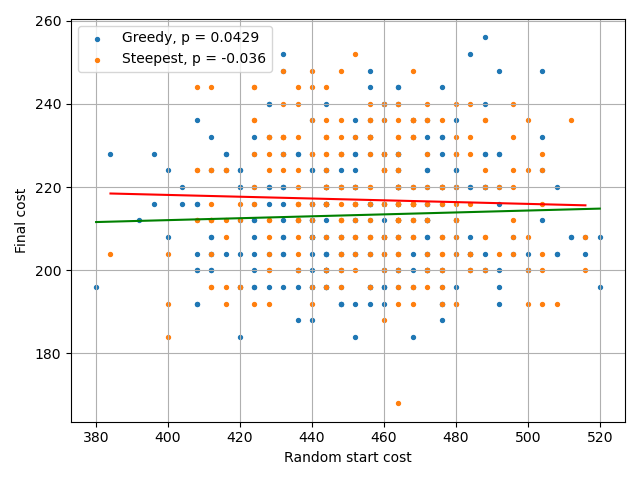 260
240
220
200
180
Final cost
Greedy, p = 0.0429
Steepest, p = -0.036
380 400 420 440 460 480 500 520
Random start cost